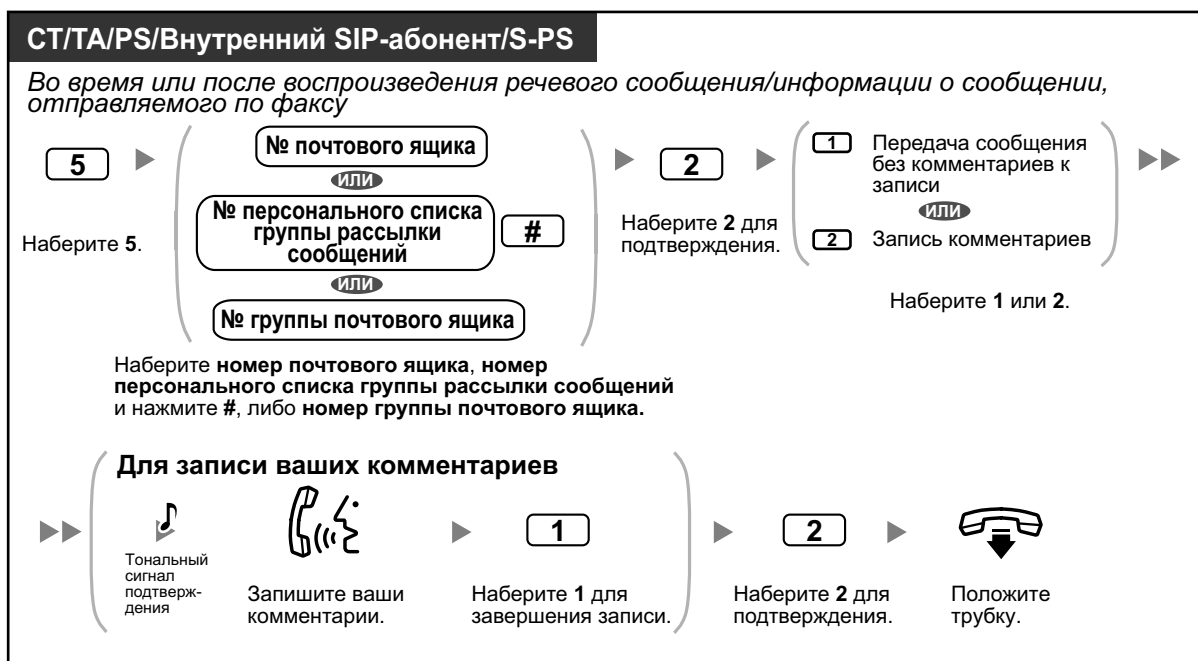 CT/TA/PS/Внутренний SIP-абонент/S-PS
Во время или после воспроизведения речевого сообщения/информации о сообщении,
отправляемого по факсу
5
Наберите 5.
№ почтового ящика
или
№ персонального списка
группы рассылки
сообщений
#
или
№ группы почтового ящика
Наберите номер почтового ящика, номер
персонального списка группы рассылки сообщений
и нажмите #, либо номер группы почтового ящика.
2
Наберите 2 для
подтверждения.
1 Передача сообщения
без комментариев к
записи
или
2 Запись комментариев
Наберите 1 или 2.
Для записи ваших комментариев
Тональный
сигнал
подтверж-
дения
Запишите ваши
комментарии.
1
Наберите 1 для
завершения записи.
2
Наберите 2 для
подтверждения.
Положите
трубку.